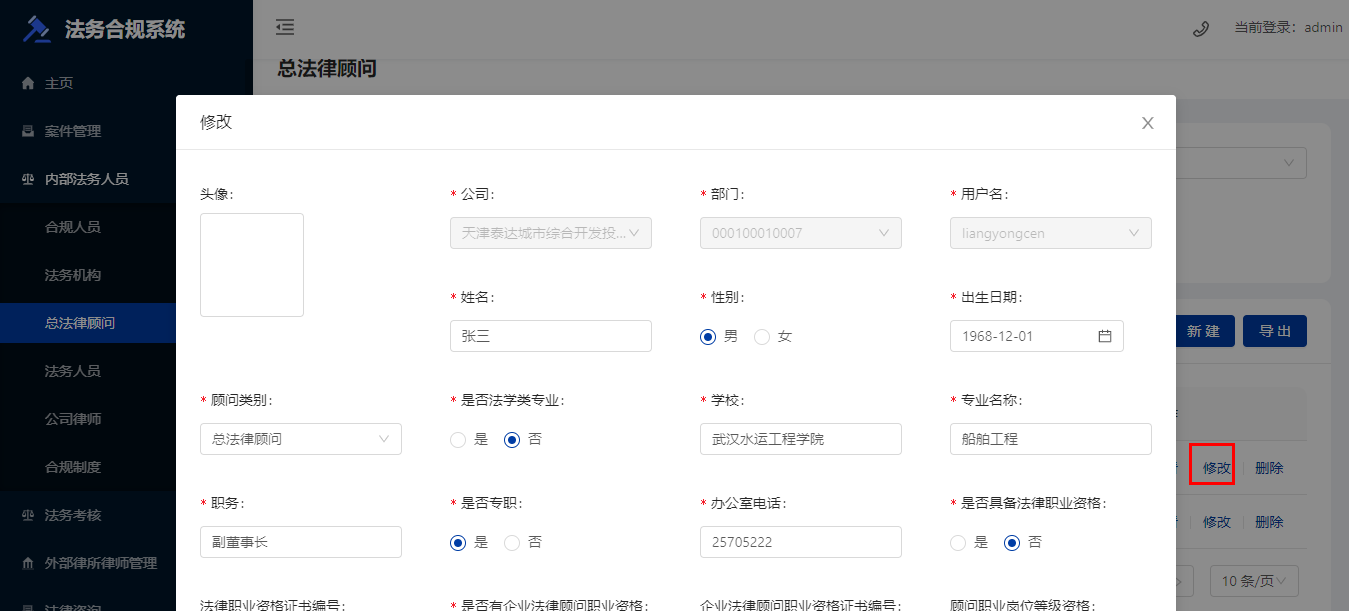 法务合规系统
当前登录：admin
总法律顾问
主页
案件管理
内部法务人员
合规人员
法务机构
总法律顾问
法务人员
公司律师
合规制度
法务考核
外部律所律师管理
法律咨询
修改
头像:
* 公司:
天津泰达城市综合开发投...
* 部门:
000100010007
* 用户名:
liangyongcen
* 姓名:
张三
* 性别:
男 女
* 出生日期:
1968-12-01
* 顾问类别:
总法律顾问
* 是否法学类专业:
是 否
* 学校:
武汉水运工程学院
* 专业名称:
船舶工程
* 职务:
副董事长
* 是否专职:
是 否
* 办公室电话:
25705222
* 是否具备法律职业资格:
是 否
法律职业资格证书编号:
* 是否有企业法律顾问职业资格:
企业法律顾问职业资格证书编号:
顾问职业岗位等级资格:
新 建
导 出
修改 删除
修改 删除
10 条/页